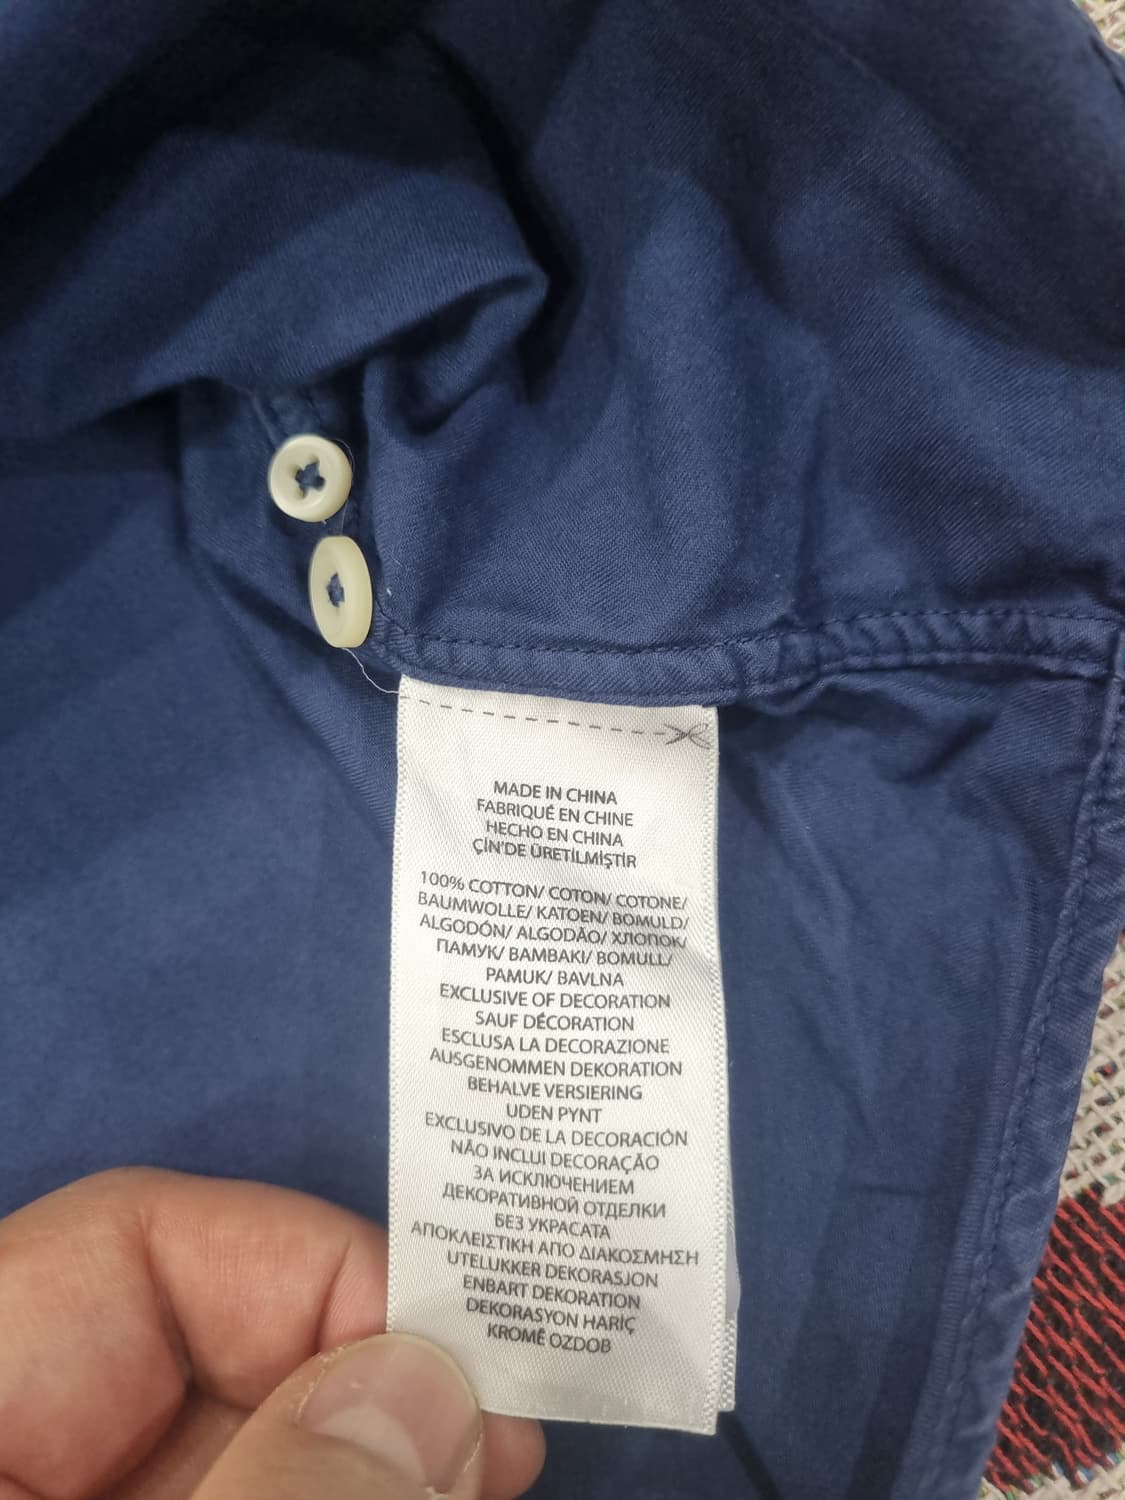 MADE IN CHINA
FABRIQUÉ EN CHINE
HECHO EN CHINA
ÇİN'DE ÜRETİLMİŞTİR
100% COTTON/ COTON/ COTONE/
BAUMWOLLE/ KATOEN/ BOMULD/
ALGODÓN/ ALGODÃO/ ХЛОПОК/
ПАМУК/ BAMBAKI/ BOMULL/
PAMUK/ BAVLNA
EXCLUSIVE OF DECORATION
SAUF DÉCORATION
ESCLUSA LA DECORAZIONE
AUSGENOMMEN DEKORATION
BEHALVE VERSIERING
UDEN PYNT
EXCLUSIVO DE LA DECORACIÓN
NÃO INCLUI DECORAÇÃO
ЗА ИСКЛЮЧЕНИЕМ
ДЕКОРАТИВНОЙ ОТДЕЛКИ
БЕЗ УКРАСАТА
ΑΠΟΚΛΕΙΣΤΙΚΗ ΑΠΟ ΔΙΑΚΟΣΜΗΣΗ
UTELUKKER DEKORASJON
ENBART DEKORATION
DEKORASYON HARİÇ
KROMĚ OZDOB